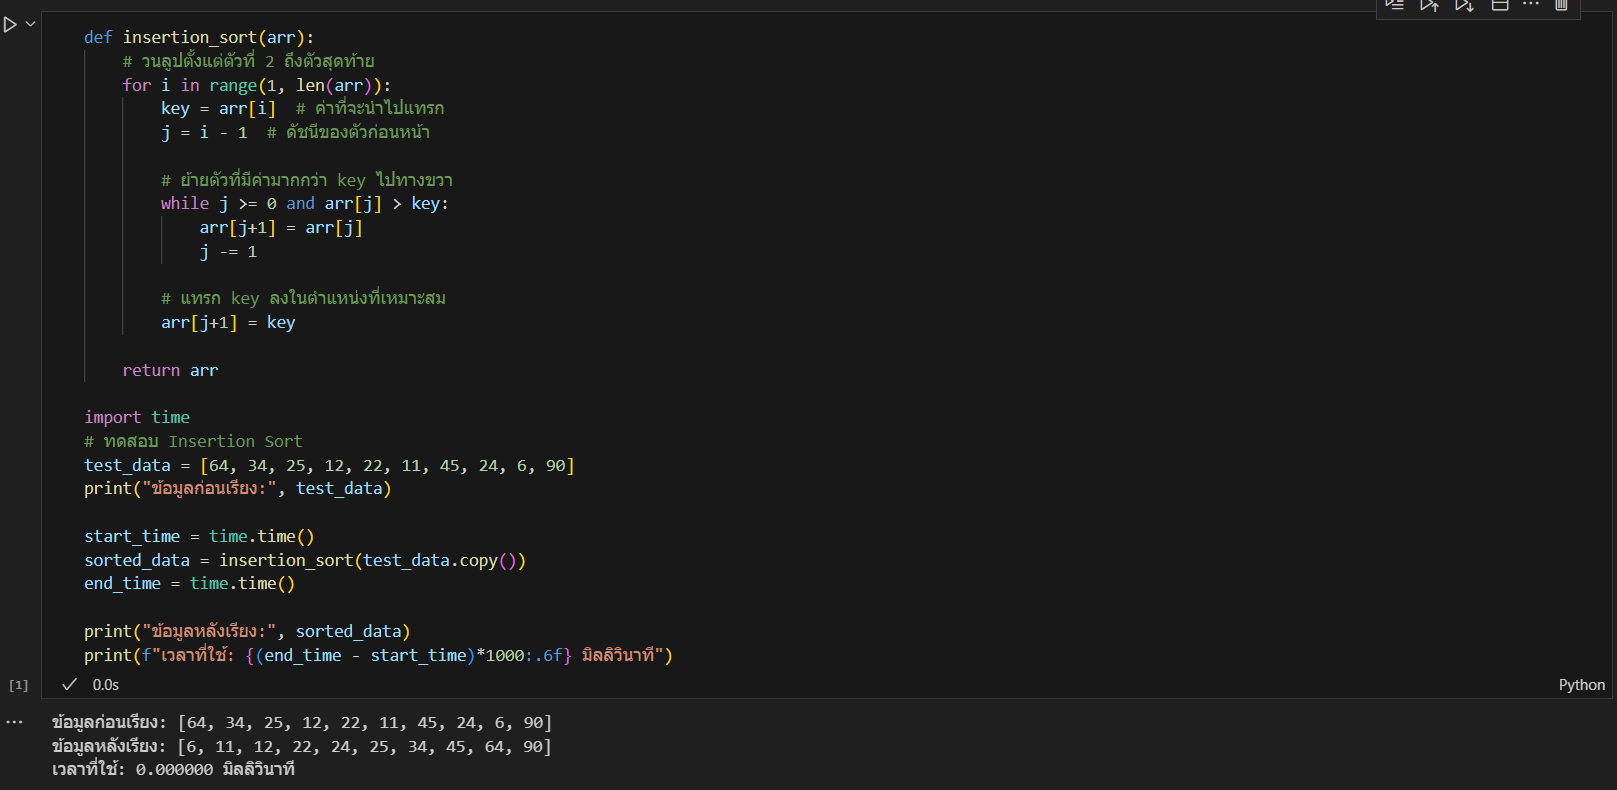 def insertion_sort(arr):
    # วนลูปตั้งแต่ตัวที่ 2 ถึงตัวสุดท้าย
    for i in range(1, len(arr)):
        key = arr[i]  # ค่าที่จะนำไปแทรก
        j = i - 1  # ดัชนีของตัวก่อนหน้า
        # ย้ายตัวที่มีค่ามากกว่า key ไปทางขวา
        while j >= 0 and arr[j] > key:
            arr[j+1] = arr[j]
            j -= 1
        # แทรก key ลงในตำแหน่งที่เหมาะสม
        arr[j+1] = key
    return arr
import time
# ทดสอบ Insertion Sort
test_data = [64, 34, 25, 12, 22, 11, 45, 24, 6, 90]
print("ข้อมูลก่อนเรียง:", test_data)
start_time = time.time()
sorted_data = insertion_sort(test_data.copy())
end_time = time.time()
print("ข้อมูลหลังเรียง:", sorted_data)
print(f"เวลาที่ใช้: {(end_time - start_time)*1000:.6f} มิลลิวินาที")
[1] 0.0s Python
ข้อมูลก่อนเรียง: [64, 34, 25, 12, 22, 11, 45, 24, 6, 90]
ข้อมูลหลังเรียง: [6, 11, 12, 22, 24, 25, 34, 45, 64, 90]
เวลาที่ใช้: 0.000000 มิลลิวินาที